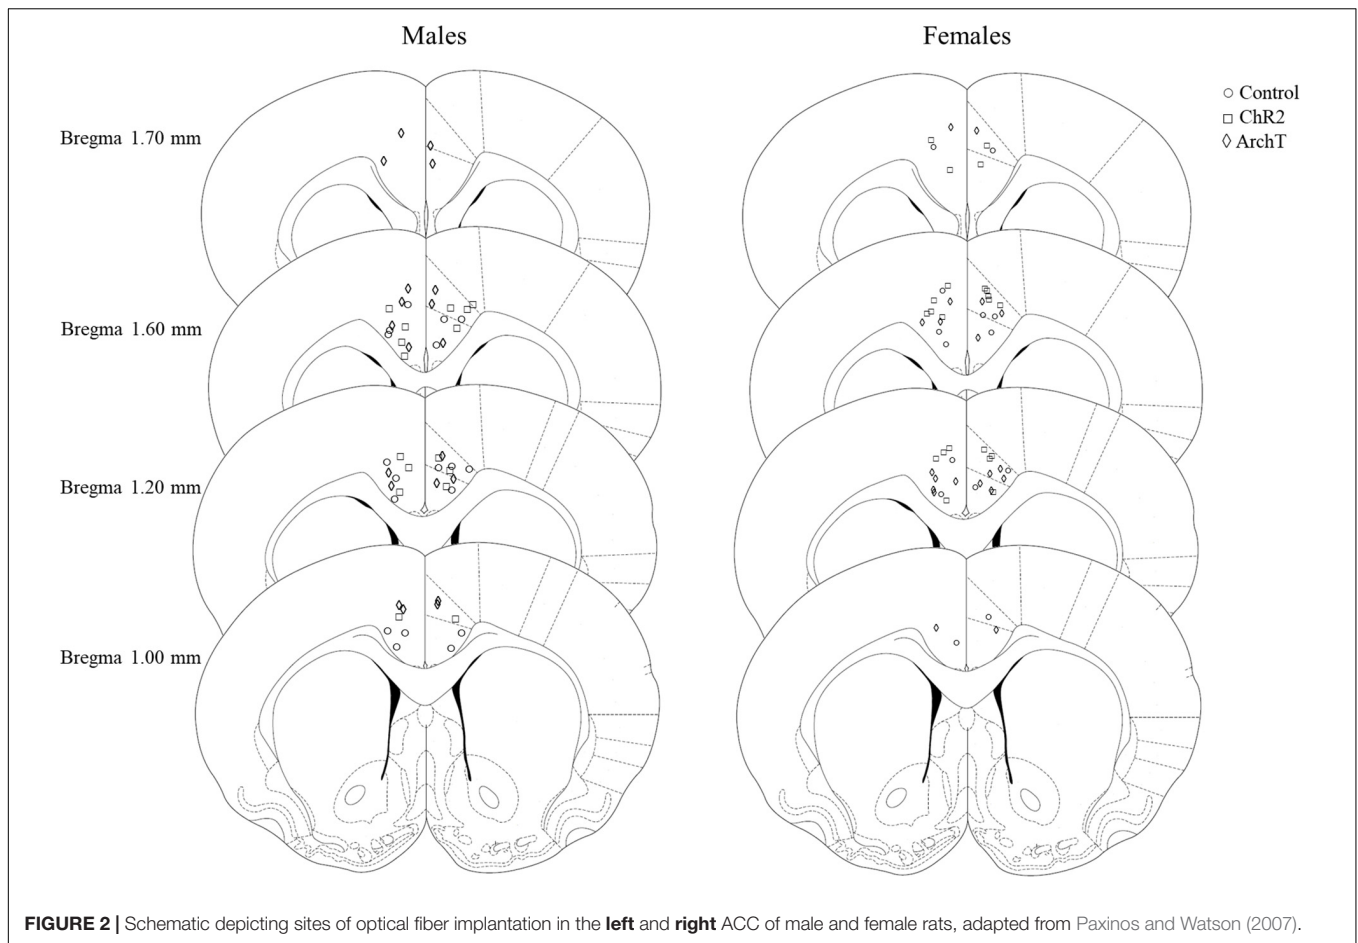 Males
Females
Control
ChR2
ArchT
Bregma 1.70 mm
Bregma 1.60 mm
Bregma 1.20 mm
Bregma 1.00 mm
FIGURE 2 | Schematic depicting sites of optical fiber implantation in the left and right ACC of male and female rats, adapted from Paxinos and Watson (2007).